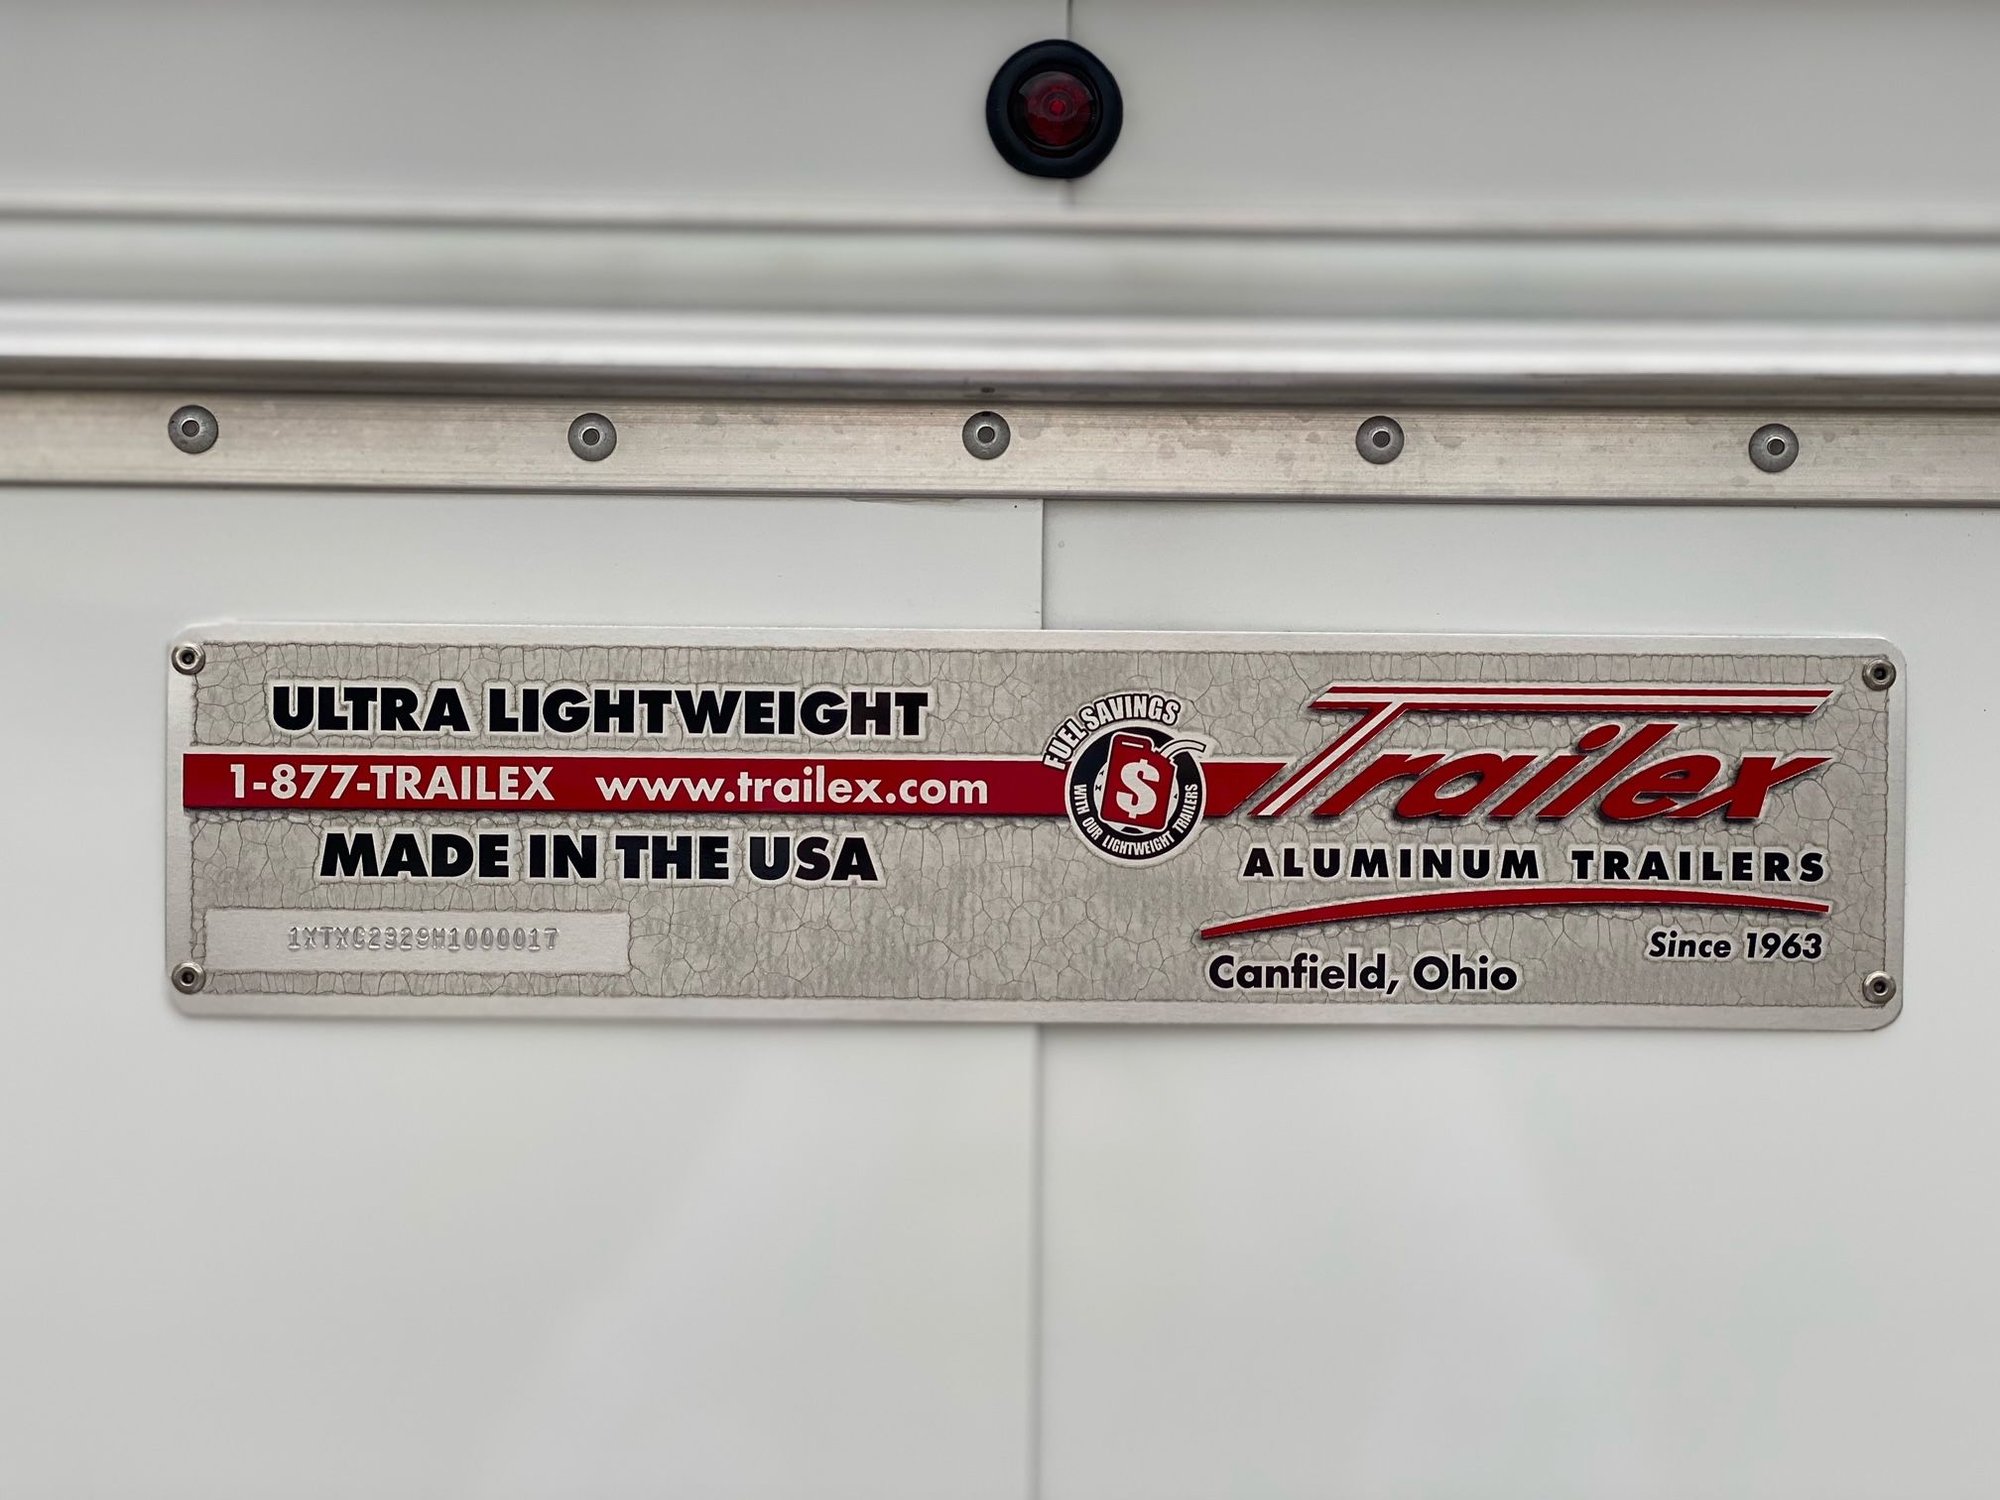 ULTRA LIGHTWEIGHT
1-877-TRAILEX www.trailex.com
MADE IN THE USA
1XTXC2329M1000017
FUEL SAVINGS
$
WITH OUR LIGHTWEIGHT TRAILERS
Trailex
ALUMINUM TRAILERS
Since 1963
Canfield, Ohio